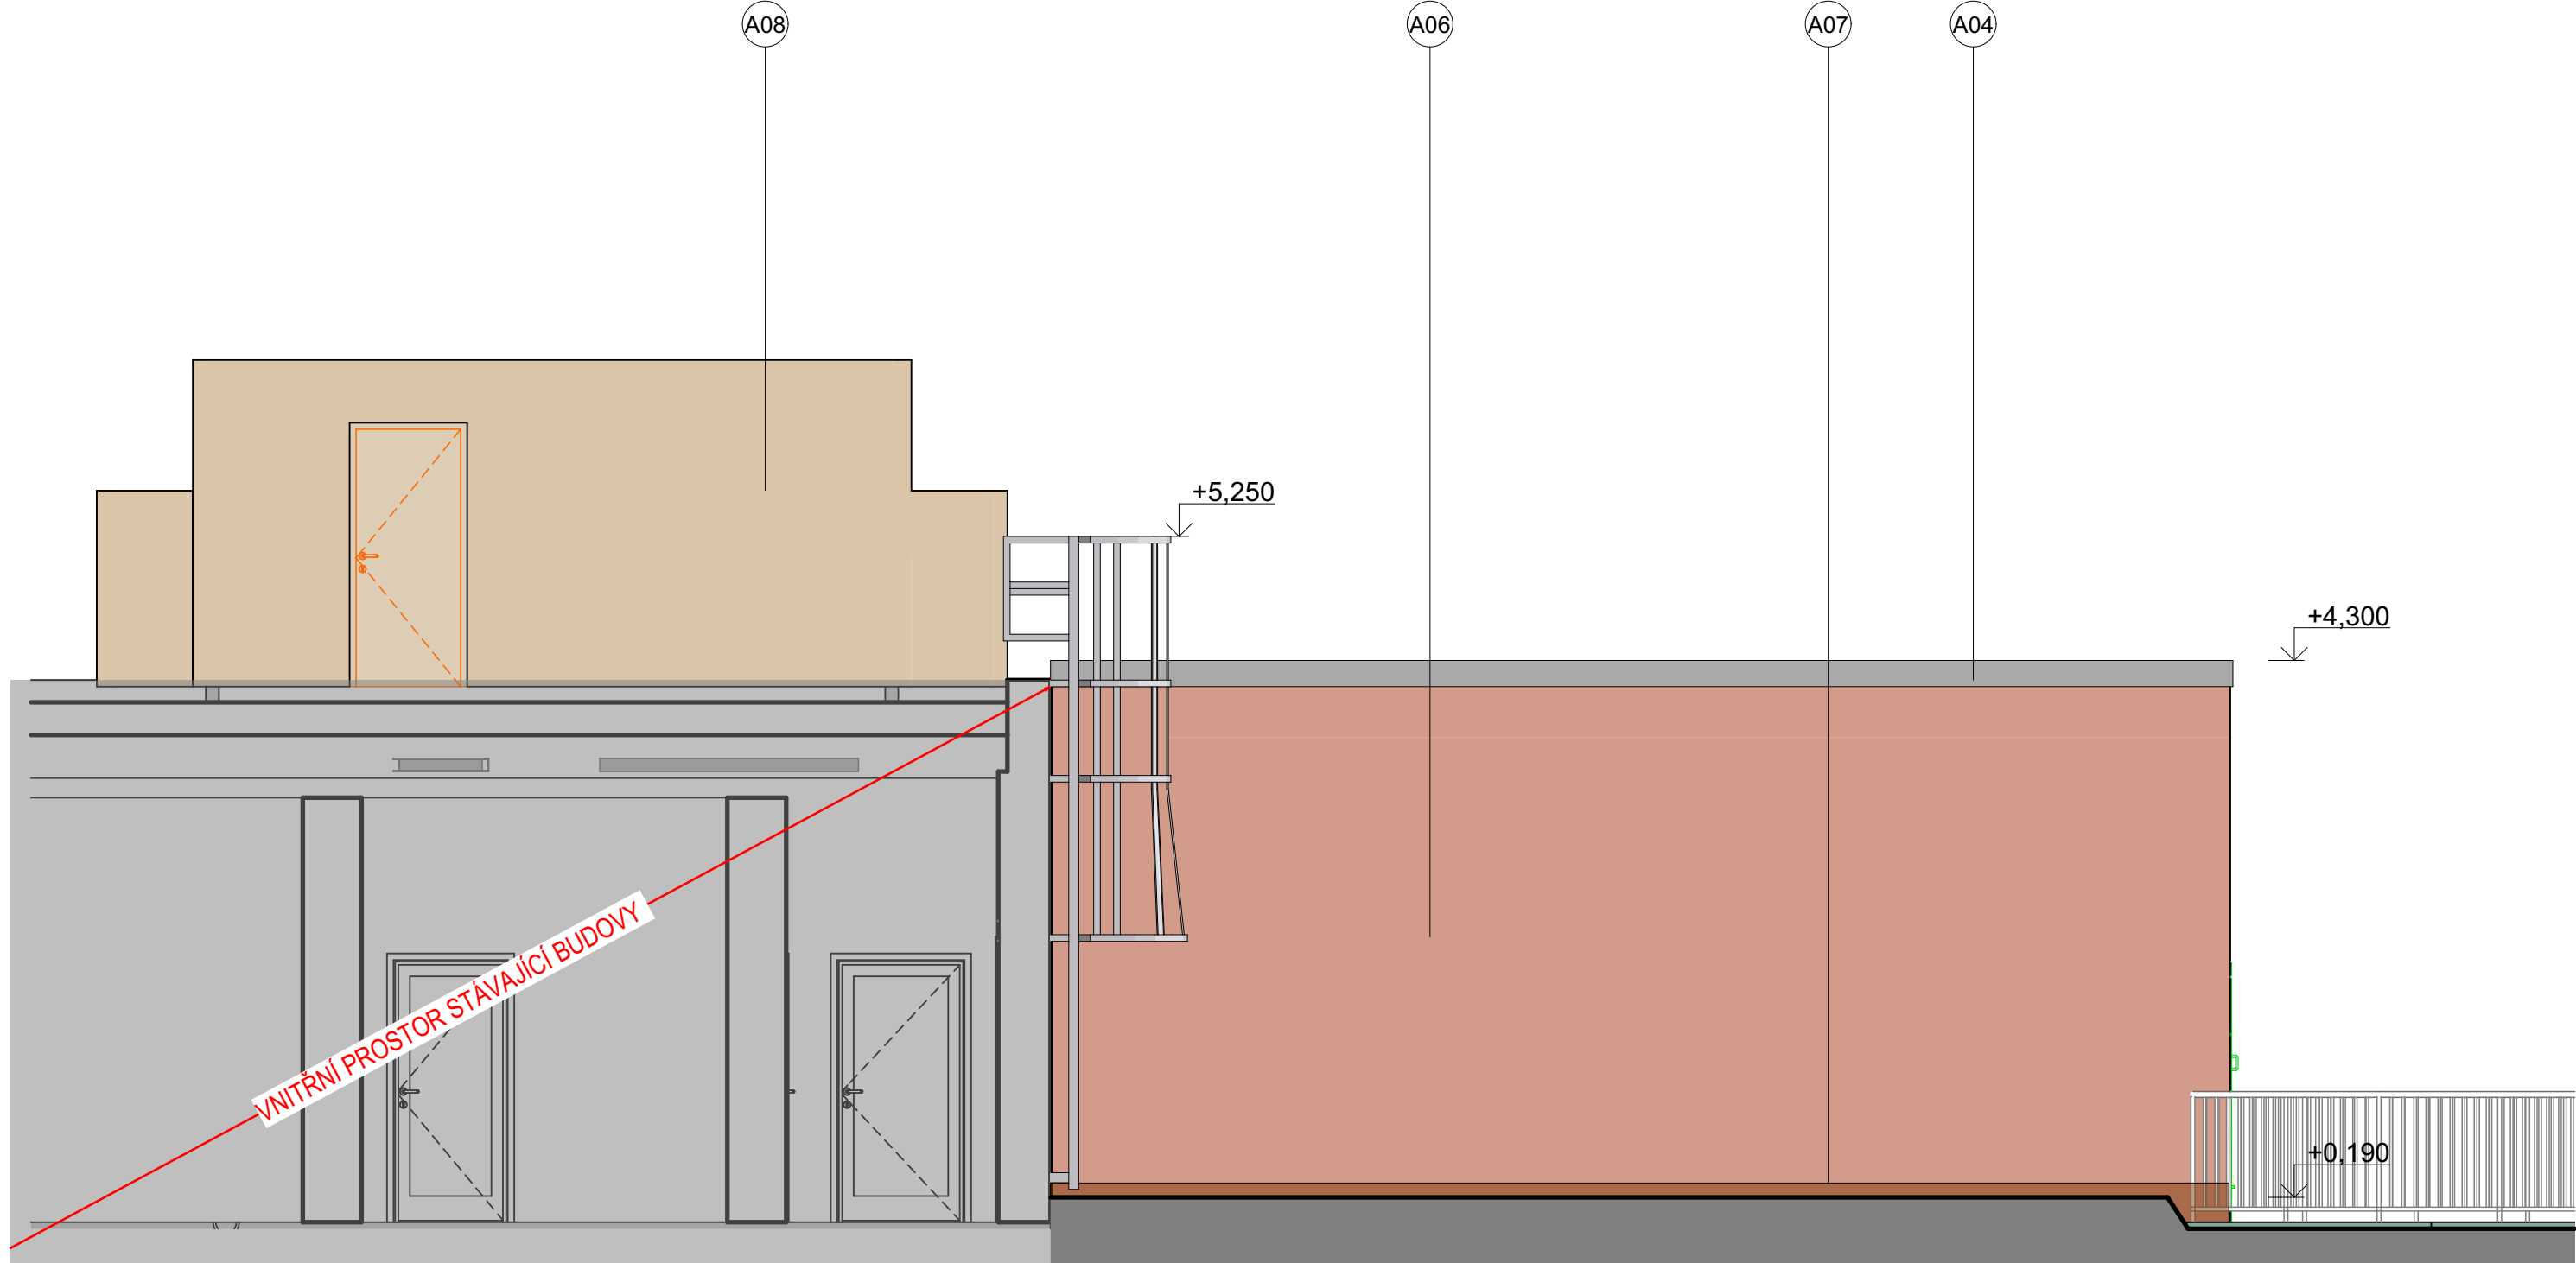 A08
A06
A07
A04
+5,250
+4,300
VNITŘNÍ PROSTOR STÁVAJÍCÍ BUDOVY
+0,190